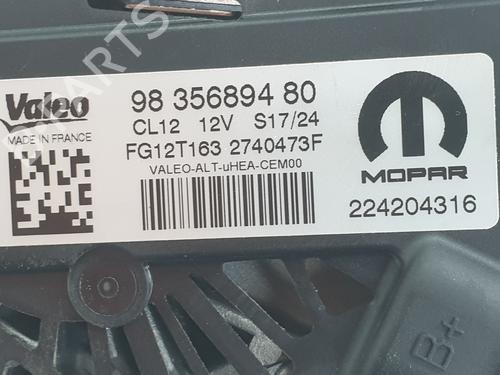 Valeo
MADE IN FRANCE
98 356894 80
CL12 12V S17/24
FG12T163 2740473F
VALEO-ALT-uHEA-CEM00
MOPAR
224204316
B+
PARTS